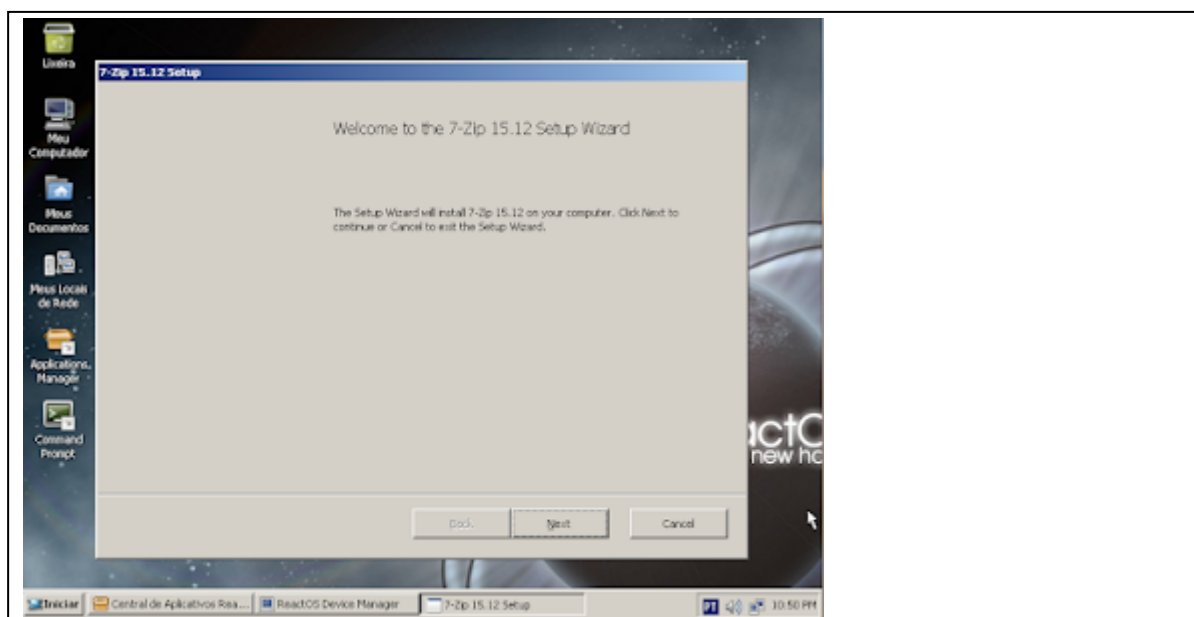 Lixeira
Meu
Computador
Meus
Documentos
Meus Locais
de Rede
Applications
Manager
Command
Prompt
7-Zip 15.12 Setup
Welcome to the 7-Zip 15.12 Setup Wizard
The Setup Wizard will install 7-Zip 15.12 on your computer. Click Next to
continue or Cancel to exit the Setup Wizard.
Back
Next
Cancel
actO
new ho
Iniciar
Central de Aplicativos Rea...
ReactOS Device Manager
7-Zip 15.12 Setup
PT
10:50 PM